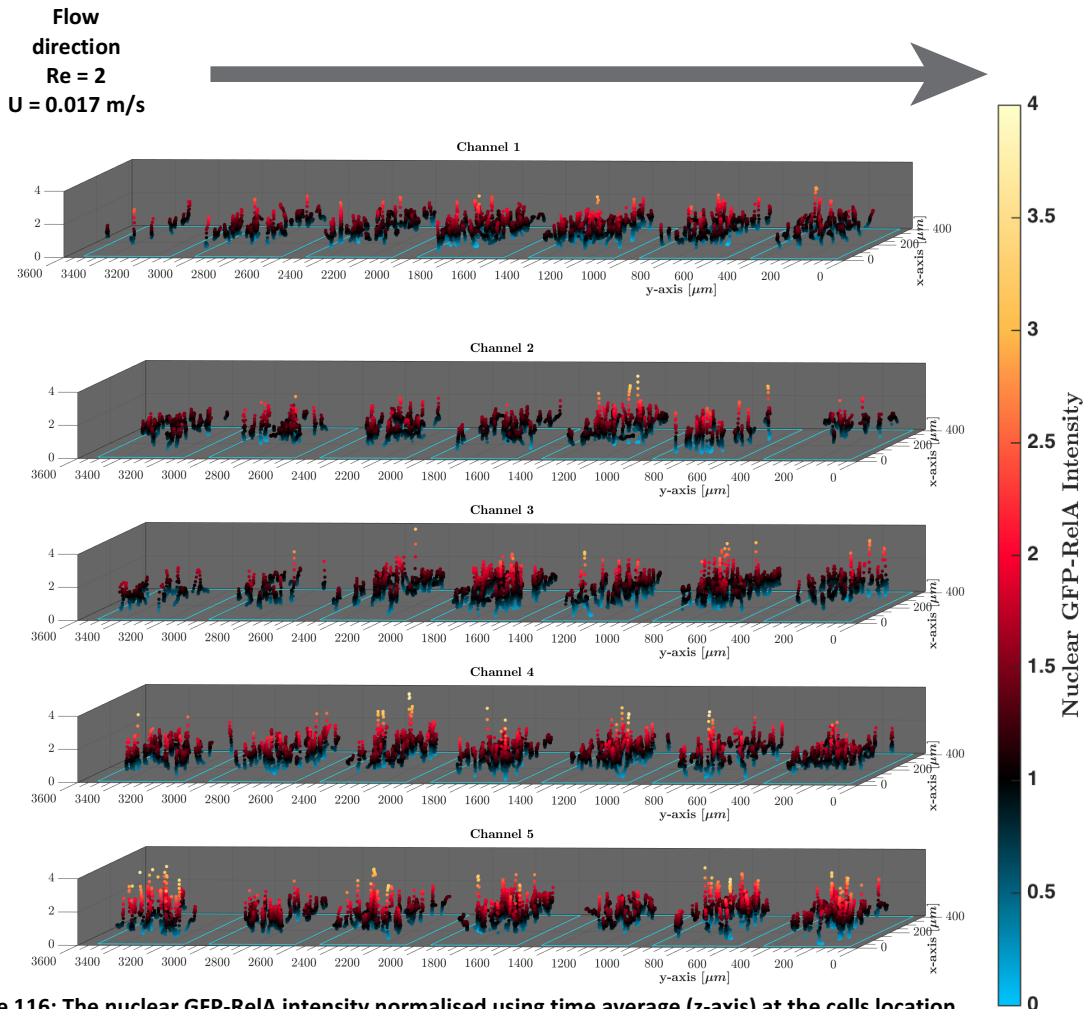 Flow
direction
Re = 2
U = 0.017 m/s
Channel 1
4
2
0
3600 3400 3200 3000 2800 2600 2400 2200 2000 1800 1600 1400 1200 1000 800 600 400 200 0
y-axis [μm]
0 200 400
x-axis [μm]
Channel 2
4
2
0
3600 3400 3200 3000 2800 2600 2400 2200 2000 1800 1600 1400 1200 1000 800 600 400 200 0
y-axis [μm]
0 200 400
x-axis [μm]
Channel 3
4
2
0
3600 3400 3200 3000 2800 2600 2400 2200 2000 1800 1600 1400 1200 1000 800 600 400 200 0
y-axis [μm]
0 200 400
x-axis [μm]
Channel 4
4
2
0
3600 3400 3200 3000 2800 2600 2400 2200 2000 1800 1600 1400 1200 1000 800 600 400 200 0
y-axis [μm]
0 200 400
x-axis [μm]
Channel 5
4
2
0
3600 3400 3200 3000 2800 2600 2400 2200 2000 1800 1600 1400 1200 1000 800 600 400 200 0
y-axis [μm]
0 200 400
x-axis [μm]
4
3.5
3
2.5
2
1.5
1
0.5
0
Nuclear GFP-RelA Intensity
e 116: The nuclear GFP-RelA intensity normalised using time average (z-axis) at the cells location